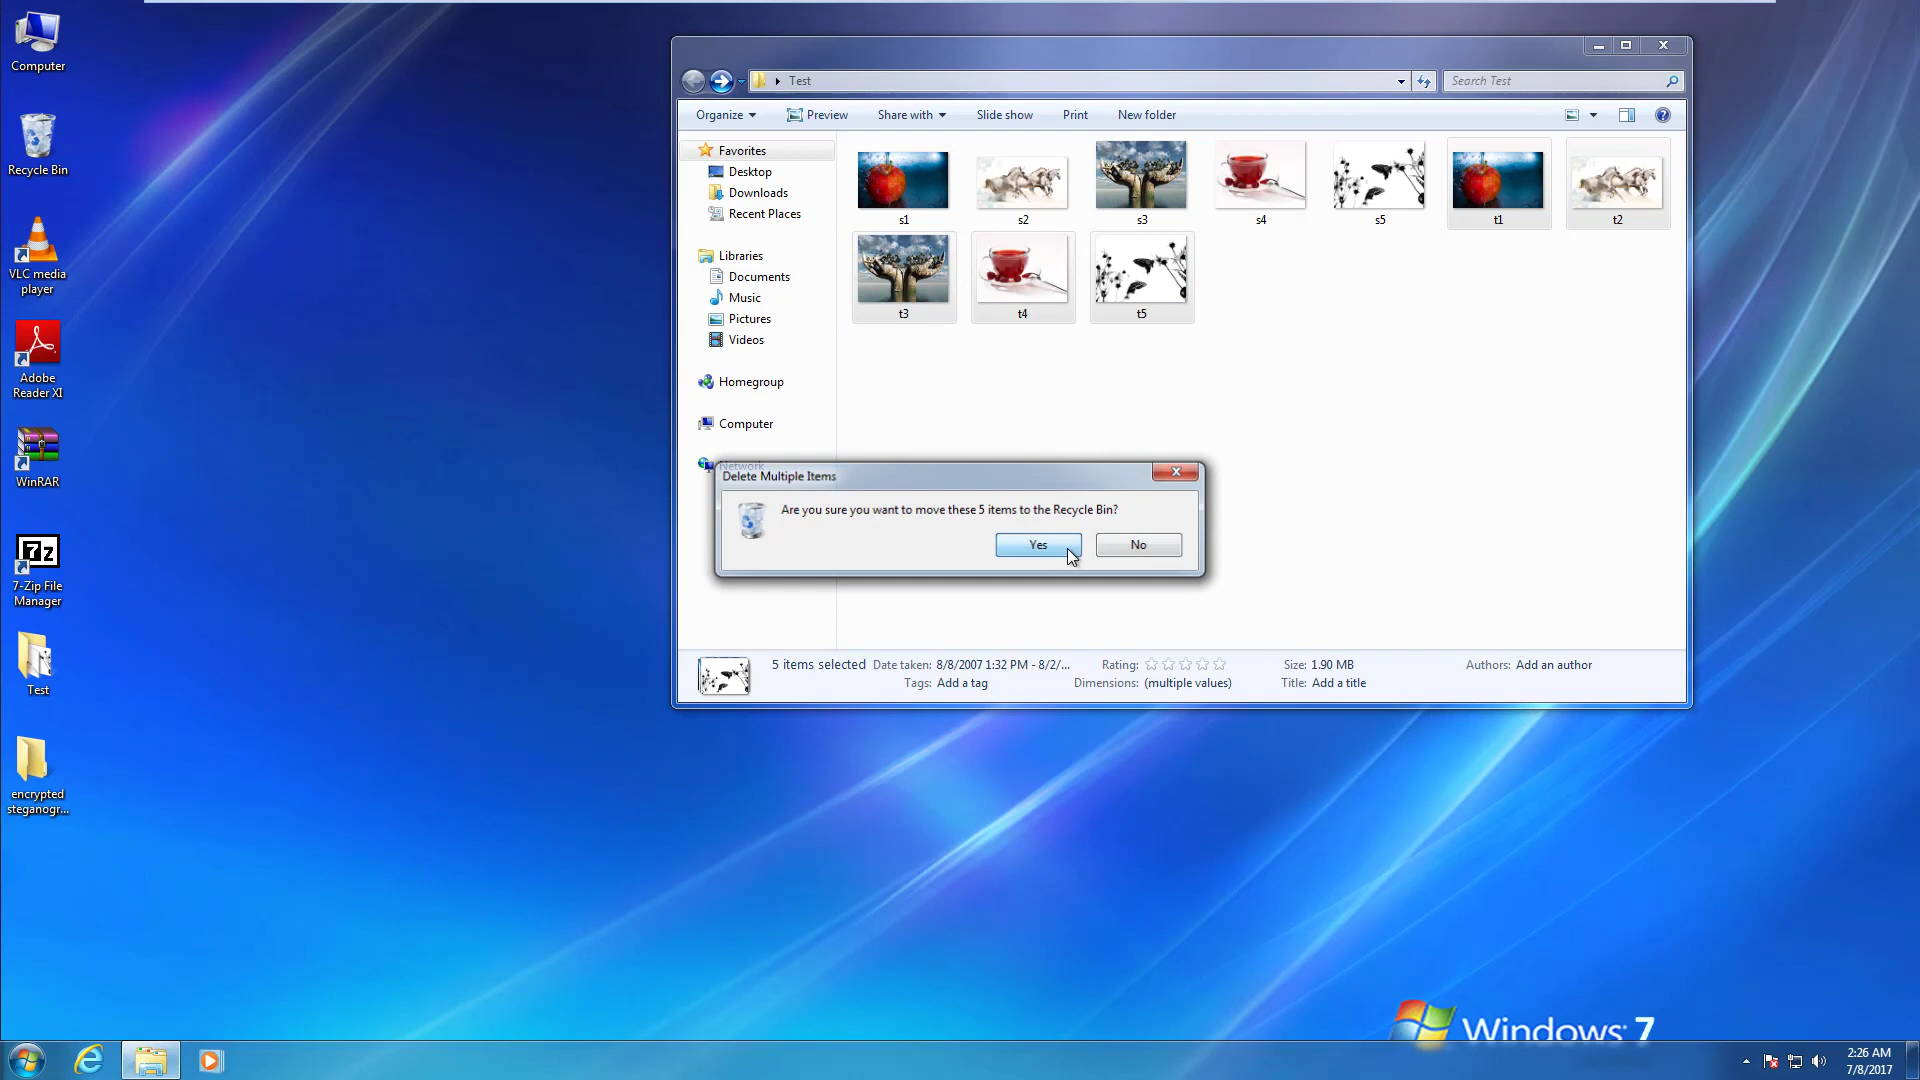 Computer
Recycle Bin
VLC media
player
Adobe
Reader XI
WinRAR
7-Zip File
Manager
Test
encrypted
steganogr...
Test
Search Test
Organize
Preview
Share with
Slide show
Print
New folder
Favorites
Desktop
Downloads
Recent Places
Libraries
Documents
Music
Pictures
Videos
Homegroup
Computer
Network
s1
s2
s3
s4
s5
t1
t2
t3
t4
t5
Delete Multiple Items
Are you sure you want to move these 5 items to the Recycle Bin?
Yes
No
5 items selected
Date taken: 8/8/2007 1:32 PM - 8/2/...
Tags: Add a tag
Rating:
Dimensions: (multiple values)
Size: 1.90 MB
Title: Add a title
Authors: Add an author
Windows 7
2:26 AM
7/8/2017